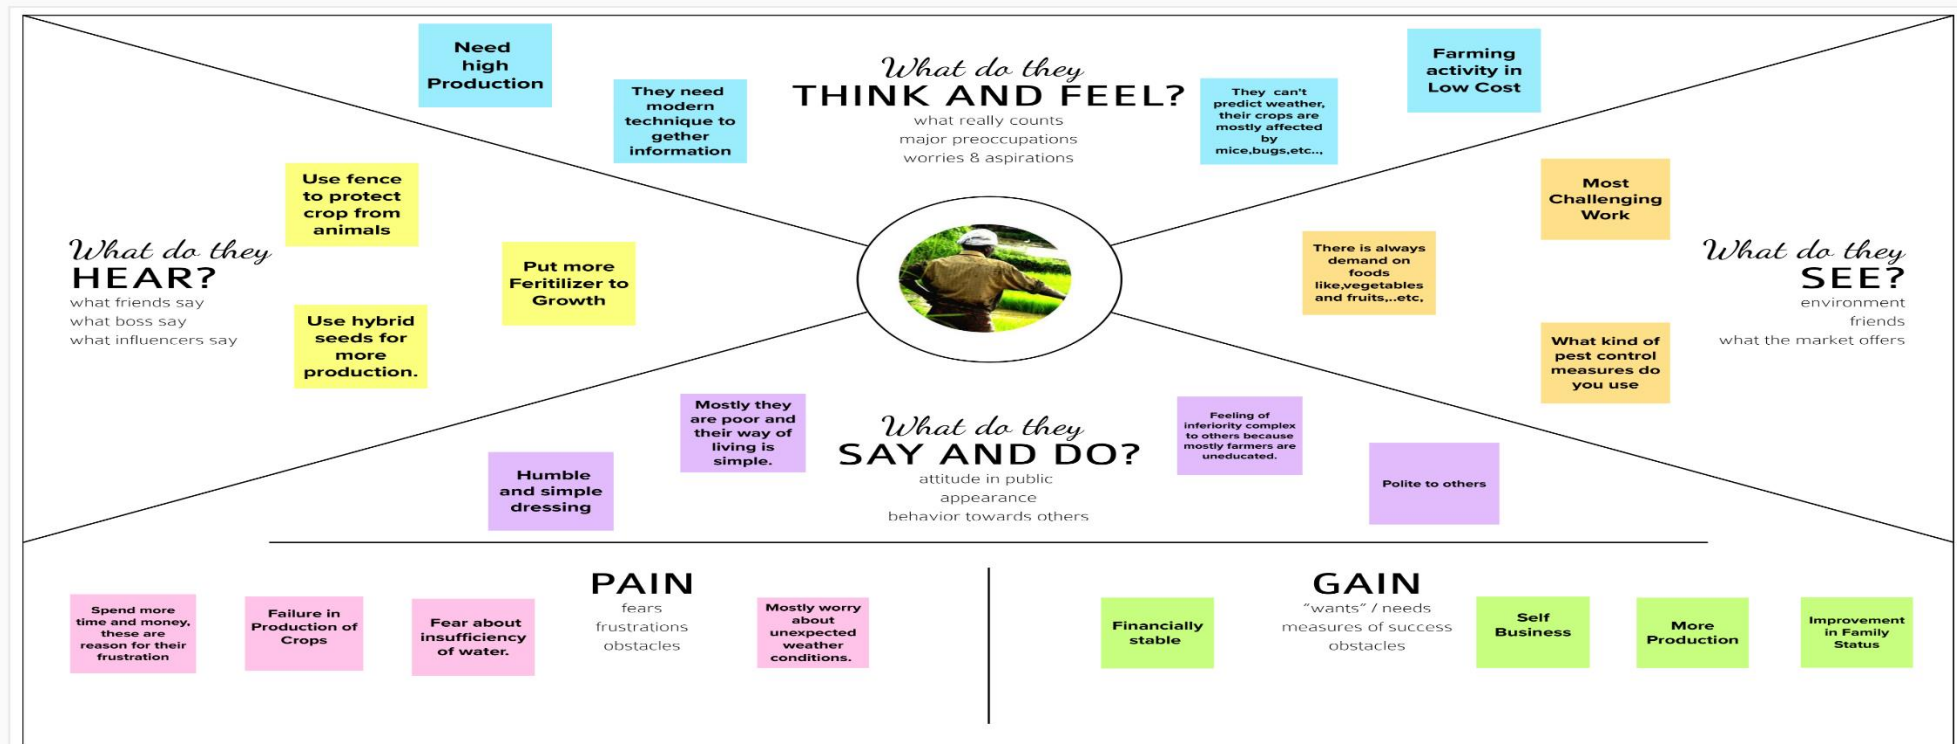 Need
high
Production
They need
modern
technique to
gether
information
What do they
THINK AND FEEL?
what really counts
major preoccupations
worries & aspirations
They can't
predict weather,
their crops are
mostly affected
by
mice,bugs,etc..,
Farming
activity in
Low Cost
What do they
HEAR?
what friends say
what boss say
what influencers say
Use fence
to protect
crop from
animals
Put more
Feritilizer to
Growth
Use hybrid
seeds for
more
production.
Most
Challenging
Work
There is always
demand on
foods
like,vegetables
and fruits,..etc,
What kind of
pest control
measures do
you use
What do they
SEE?
environment
friends
what the market offers
Humble
and simple
dressing
Mostly they
are poor and
their way of
living is
simple.
What do they
SAY AND DO?
attitude in public
appearance
behavior towards others
Feeling of
inferiority complex
to others because
mostly farmers are
uneducated.
Polite to others
PAIN
fears
frustrations
obstacles
Spend more
time and money,
these are
reason for their
frustration
Failure in
Production of
Crops
Fear about
insufficiency
of water.
Mostly worry
about
unexpected
weather
conditions.
GAIN
"wants" / needs
measures of success
obstacles
Financially
stable
Self
Business
More
Production
Improvement
in Family
Status